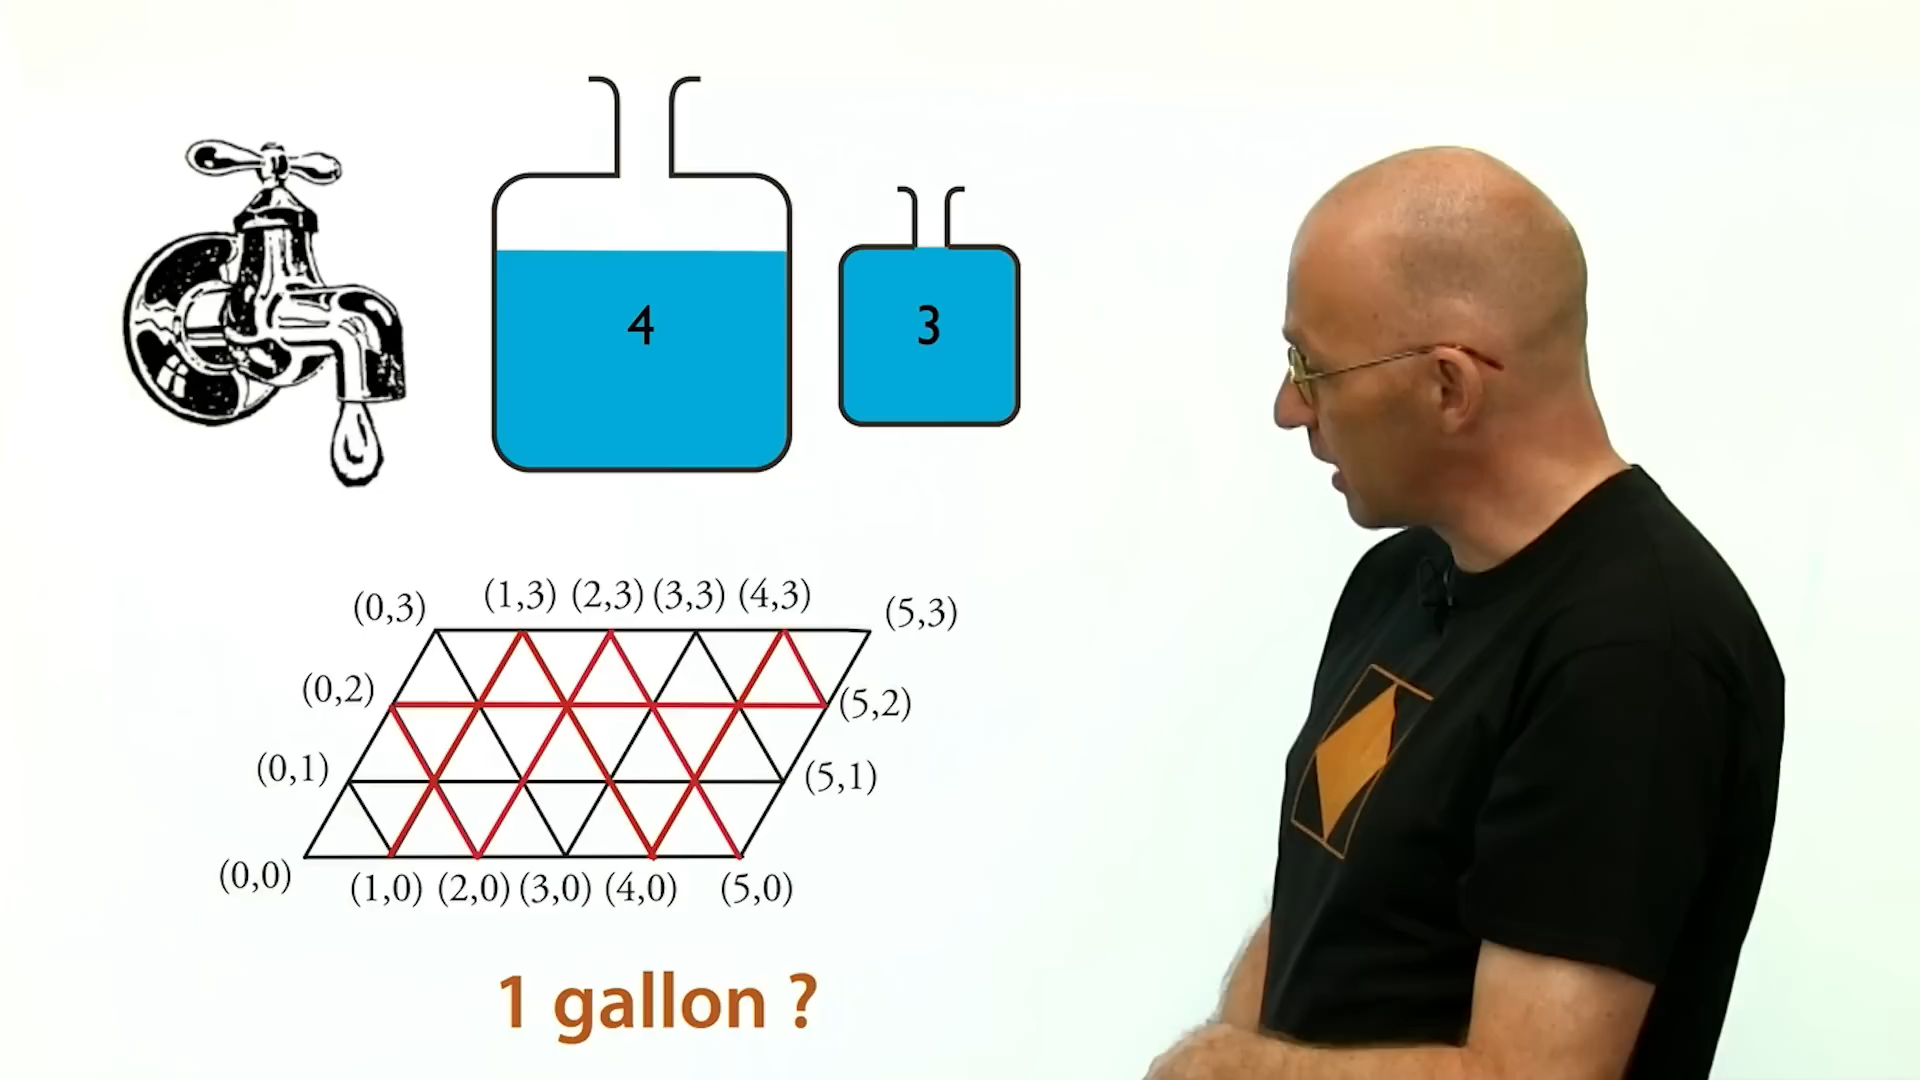 4
3
(0,3) (1,3) (2,3) (3,3) (4,3) (5,3)
(0,2) (5,2)
(0,1) (5,1)
(0,0) (1,0) (2,0) (3,0) (4,0) (5,0)
1 gallon ?